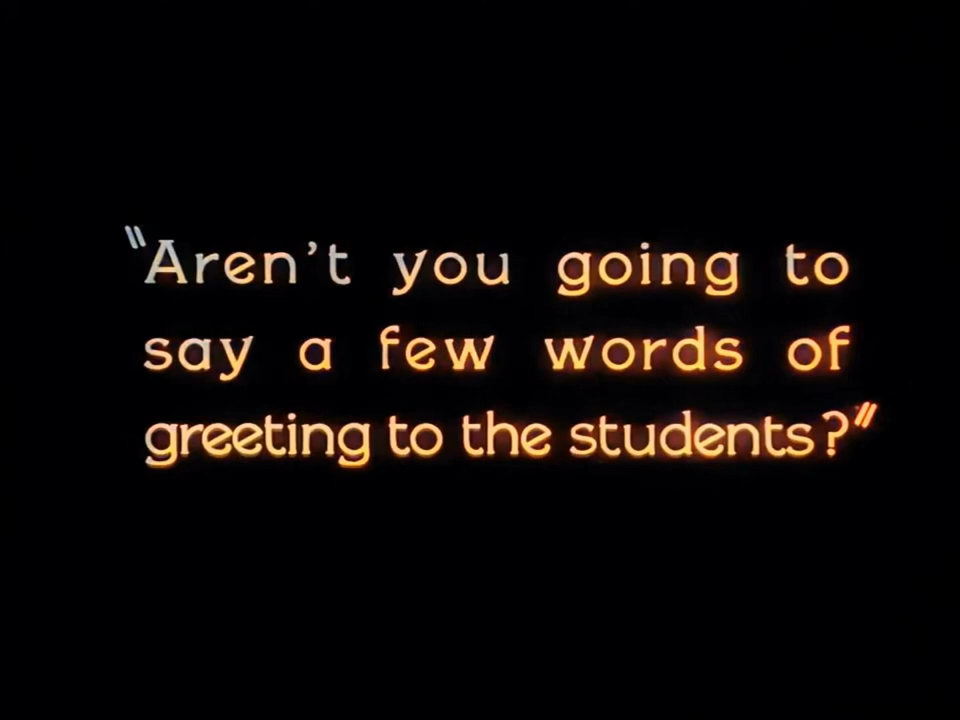 "Aren't you going to
say a few words of
greeting to the students?"